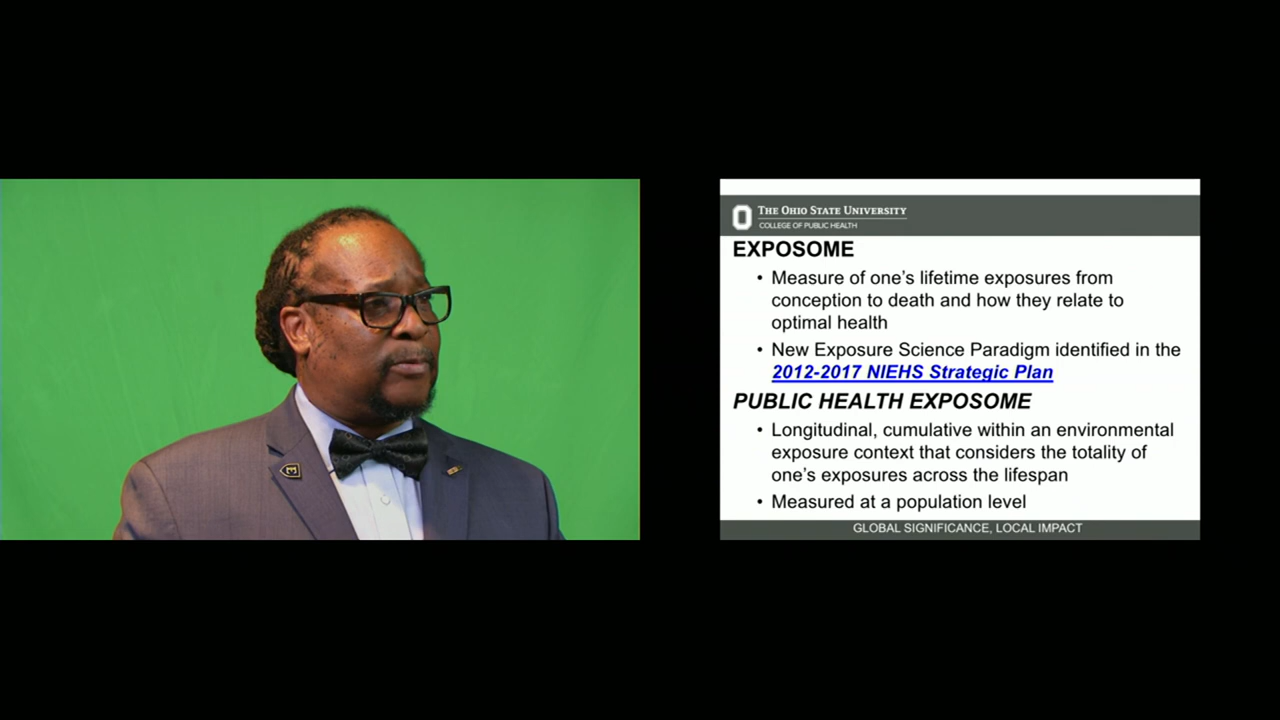 THE OHIO STATE UNIVERSITY
COLLEGE OF PUBLIC HEALTH
EXPOSOME
• Measure of one's lifetime exposures from
conception to death and how they relate to
optimal health
• New Exposure Science Paradigm identified in the
2012-2017 NIEHS Strategic Plan
PUBLIC HEALTH EXPOSOME
• Longitudinal, cumulative within an environmental
exposure context that considers the totality of
one's exposures across the lifespan
• Measured at a population level
GLOBAL SIGNIFICANCE, LOCAL IMPACT